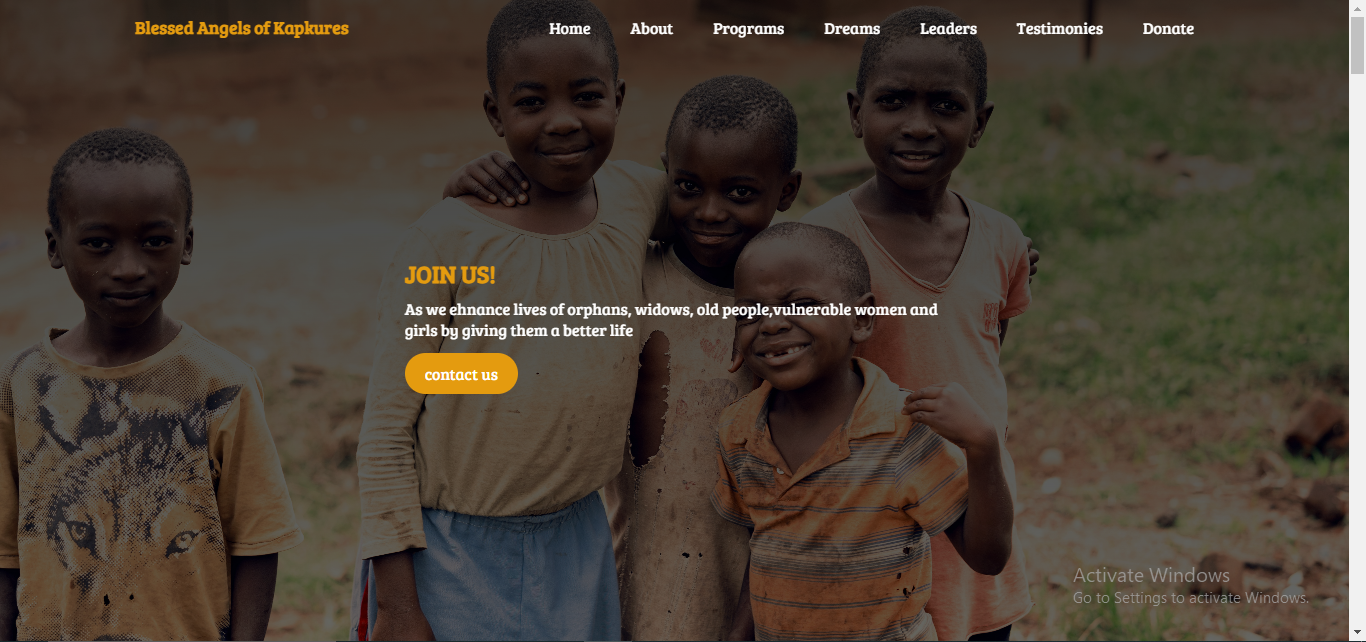 Blessed Angels of Kapkures
Home About Programs Dreams Leaders Testimonies Donate
JOIN US!
As we ehnance lives of orphans, widows, old people,vulnerable women and
girls by giving them a better life
contact us
Activate Windows
Go to Settings to activate Windows.